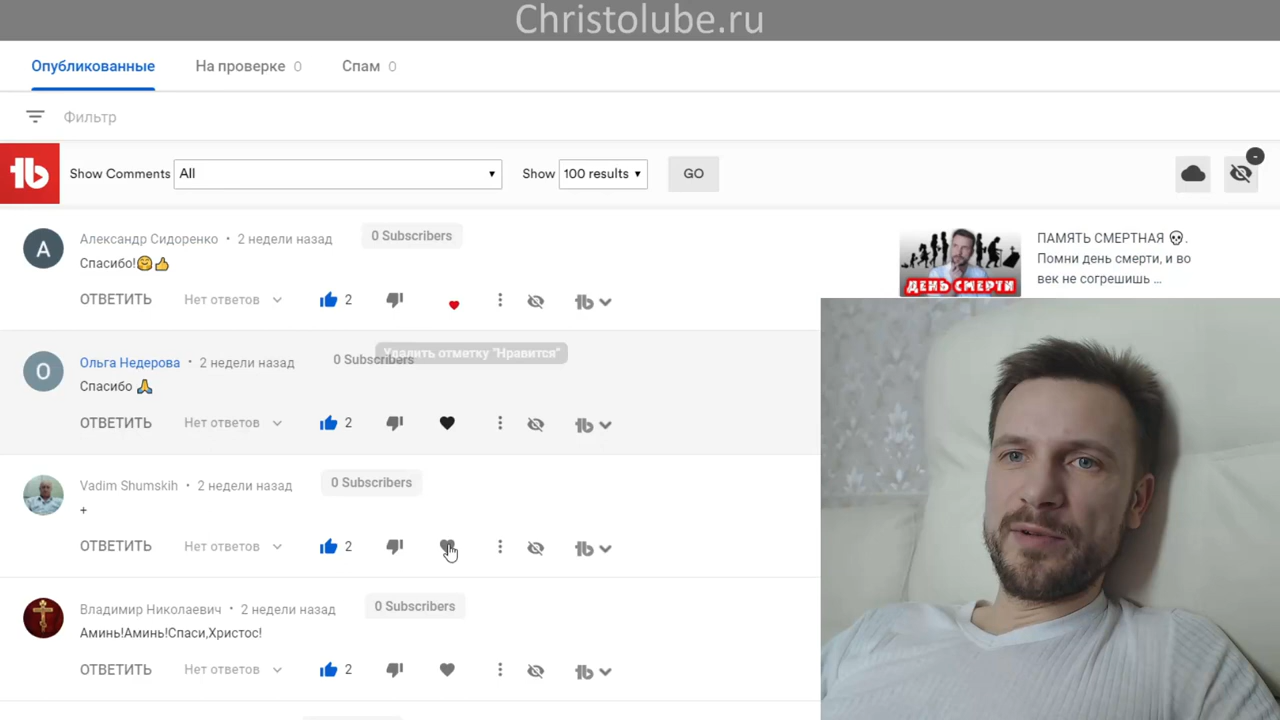 Christolube.ru
Опубликованные На проверке 0 Спам 0
Фильтр
Show Comments All Show 100 results GO
Александр Сидоренко • 2 недели назад 0 Subscribers
Спасибо!
ОТВЕТИТЬ Нет ответов 2
ПАМЯТЬ СМЕРТНАЯ
Помни день смерти, и во
век не согрешишь ...
ДЕНЬ СМЕРТИ
Удалить отметку "Нравится"
Ольга Недерова • 2 недели назад 0 Subscribers
Спасибо
ОТВЕТИТЬ Нет ответов 2
Vadim Shumskih • 2 недели назад 0 Subscribers
+
ОТВЕТИТЬ Нет ответов 2
Владимир Николаевич • 2 недели назад 0 Subscribers
Аминь!Аминь!Спаси,Христос!
ОТВЕТИТЬ Нет ответов 2